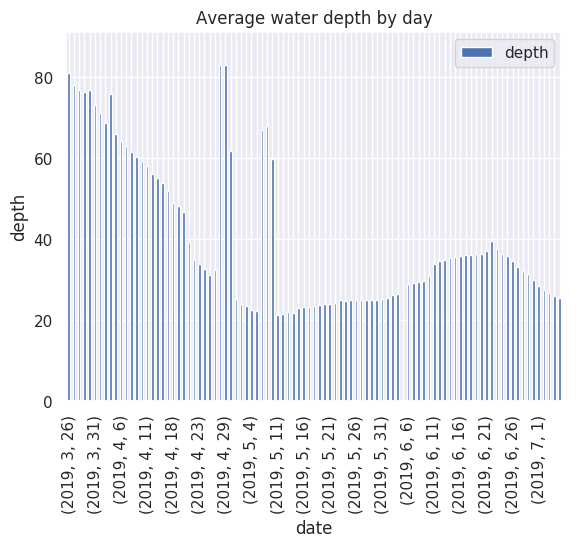 Average water depth by day
depth
depth
80
60
40
20
0
(2019, 3, 26)
(2019, 3, 31)
(2019, 4, 6)
(2019, 4, 11)
(2019, 4, 18)
(2019, 4, 23)
(2019, 4, 29)
(2019, 5, 4)
(2019, 5, 11)
(2019, 5, 16)
(2019, 5, 21)
(2019, 5, 26)
(2019, 5, 31)
(2019, 6, 6)
(2019, 6, 11)
(2019, 6, 16)
(2019, 6, 21)
(2019, 6, 26)
(2019, 7, 1)
date